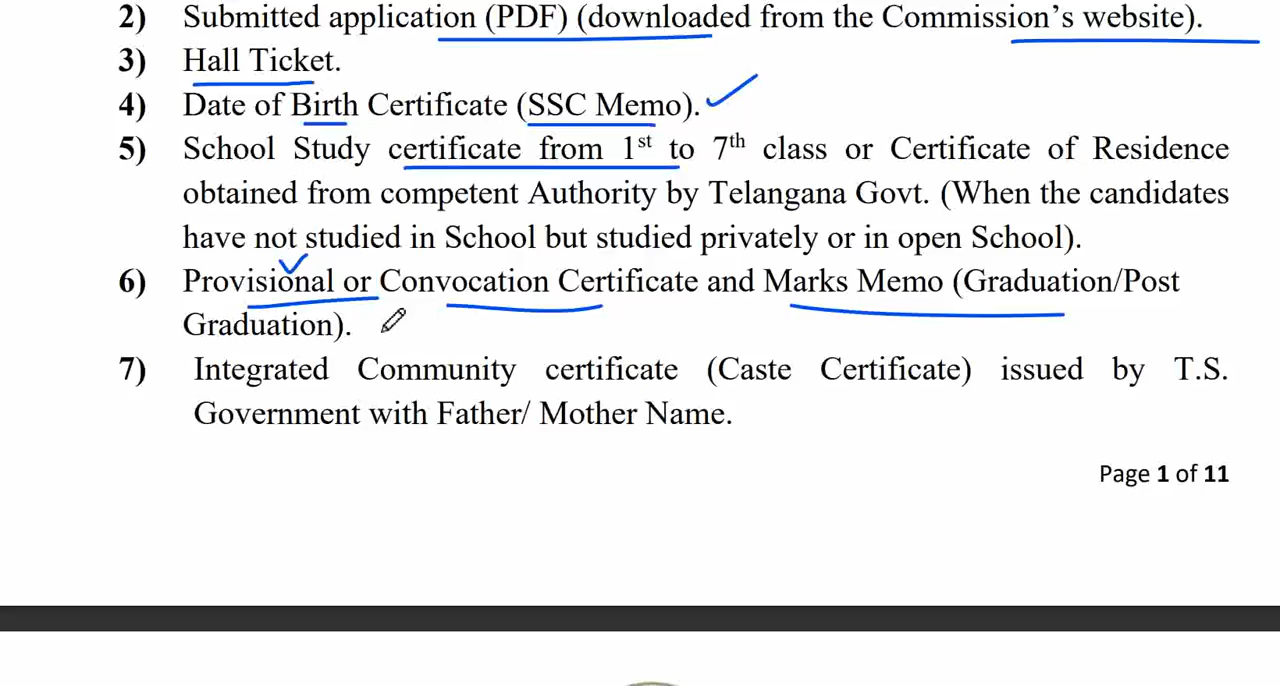 2) Submitted application (PDF) (downloaded from the Commission's website).
3) Hall Ticket.
4) Date of Birth Certificate (SSC Memo).
5) School Study certificate from 1st to 7th class or Certificate of Residence
obtained from competent Authority by Telangana Govt. (When the candidates
have not studied in School but studied privately or in open School).
6) Provisional or Convocation Certificate and Marks Memo (Graduation/Post
Graduation).
7) Integrated Community certificate (Caste Certificate) issued by T.S.
Government with Father/ Mother Name.
Page 1 of 11